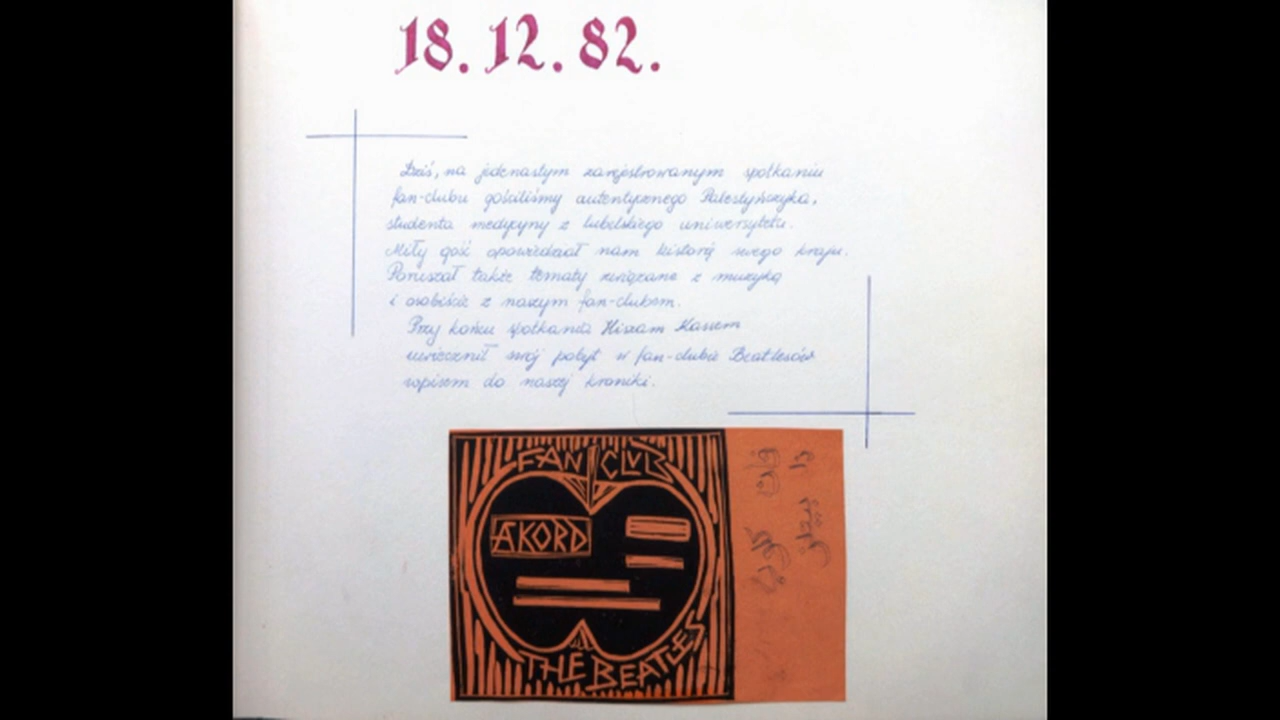 18. 12. 82.
Dziś, na jedenastym zarejestrowanym spotkaniu
fan-clubu gościliśmy autentycznego Palestyńczyka,
studenta medycyny z lubelskiego uniwersytetu.
Miły gość opowiedział nam historię swego kraju.
Poruszał także tematy związane z muzyką
i osobiście z naszym fan-clubem.
Przy końcu spotkania Hiszam Kassem
uwiecznił swój pobyt w fan-clubie Beatlesów
wpisem do naszej kroniki.
FAN CLUB
AKORD
THE BEATLES